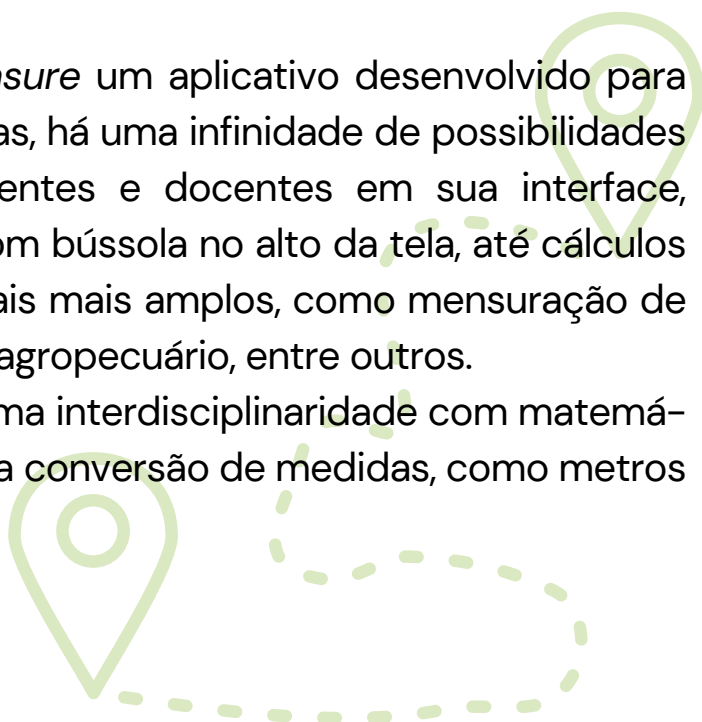 sure um aplicativo desenvolvido para
as, há uma infinidade de possibilidades
entes e docentes em sua interface,
om bússola no alto da tela, até cálculos
ais mais amplos, como mensuração de
agropecuário, entre outros.
ma interdisciplinaridade com matemá-
a conversão de medidas, como metros